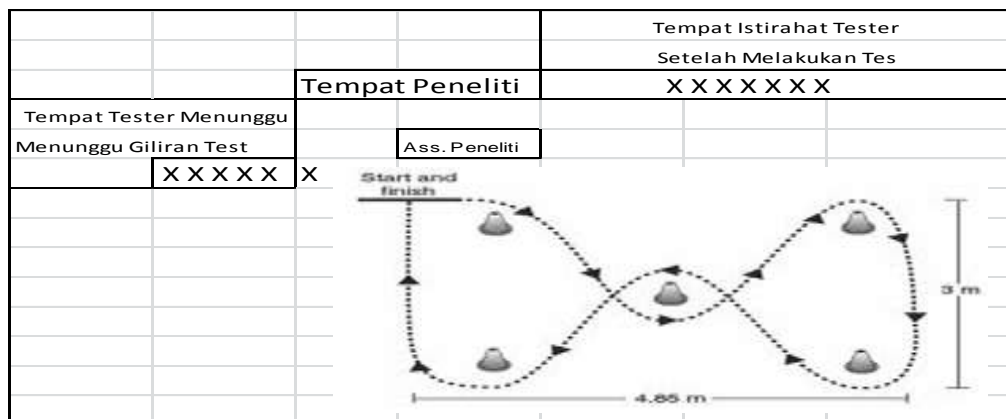 Tempat Istirahat Tester
Setelah Melakukan Tes
Tempat Peneliti
X X X X X X X
Tempat Tester Menunggu
Menunggu Giliran Test
Ass. Peneliti
X X X X X X
Start and
finish
3 m
4.85 m